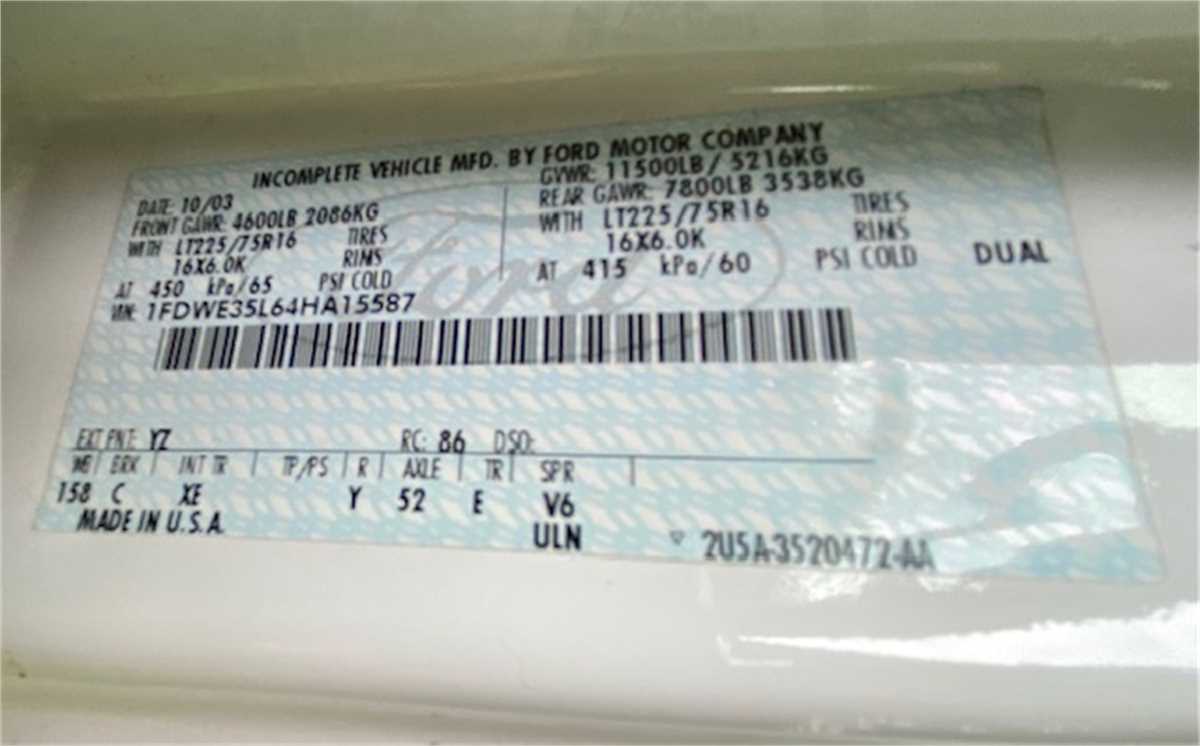 INCOMPLETE VEHICLE MFD. BY FORD MOTOR COMPANY
DATE: 10/03 GVWR: 11500LB / 5216KG
FRONT GAWR: 4600LB 2086KG REAR GAWR: 7800LB 3538KG
WITH LT225/75R16 TIRES WITH LT225/75R16 TIRES
16X6.0K RIMS 16X6.0K RIMS
AT 450 kPa/65 PSI COLD AT 415 kPa/60 PSI COLD DUAL
VIN: 1FDWE35L64HA15587
Ford
EXT PNT: YZ RC: 86 DSO:
WB BRK INT TR TP/PS R AXLE TR SPR
158 C XE Y 52 E V6
MADE IN U.S.A. ULN 2U5A-3520472-AA